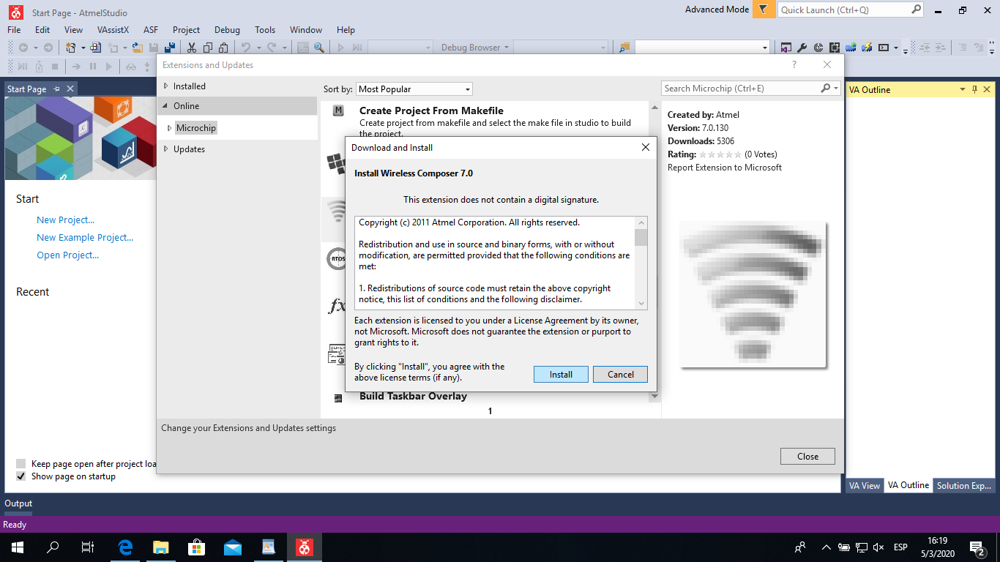 Start Page - AtmelStudio
Advanced Mode
Quick Launch (Ctrl+Q)
File Edit View VAssistX ASF Project Debug Tools Window Help
Debug Browser
Extensions and Updates
?
Start Page
Installed
Online
Microchip
Updates
Sort by: Most Popular
Search Microchip (Ctrl+E)
M
Create Project From Makefile
Create project from makefile and select the make file in studio to build
the project.
RTOS
fx
Build Taskbar Overlay
1
Created by: Atmel
Version: 7.0.130
Downloads: 5306
Rating: (0 Votes)
Report Extension to Microsoft
Download and Install
Install Wireless Composer 7.0
This extension does not contain a digital signature.
Copyright (c) 2011 Atmel Corporation. All rights reserved.
Redistribution and use in source and binary forms, with or without
modification, are permitted provided that the following conditions are
met:
1. Redistributions of source code must retain the above copyright
notice, this list of conditions and the following disclaimer.
Each extension is licensed to you under a License Agreement by its owner,
not Microsoft. Microsoft does not guarantee the extension or purport to
grant rights to it.
By clicking "Install", you agree with the
above license terms (if any).
Install
Cancel
Change your Extensions and Updates settings
Close
Start
New Project...
New Example Project...
Open Project...
Recent
Keep page open after project loa
Show page on startup
VA Outline
VA View
VA Outline
Solution Exp...
Output
Ready
ESP
16:19
5/3/2020
2